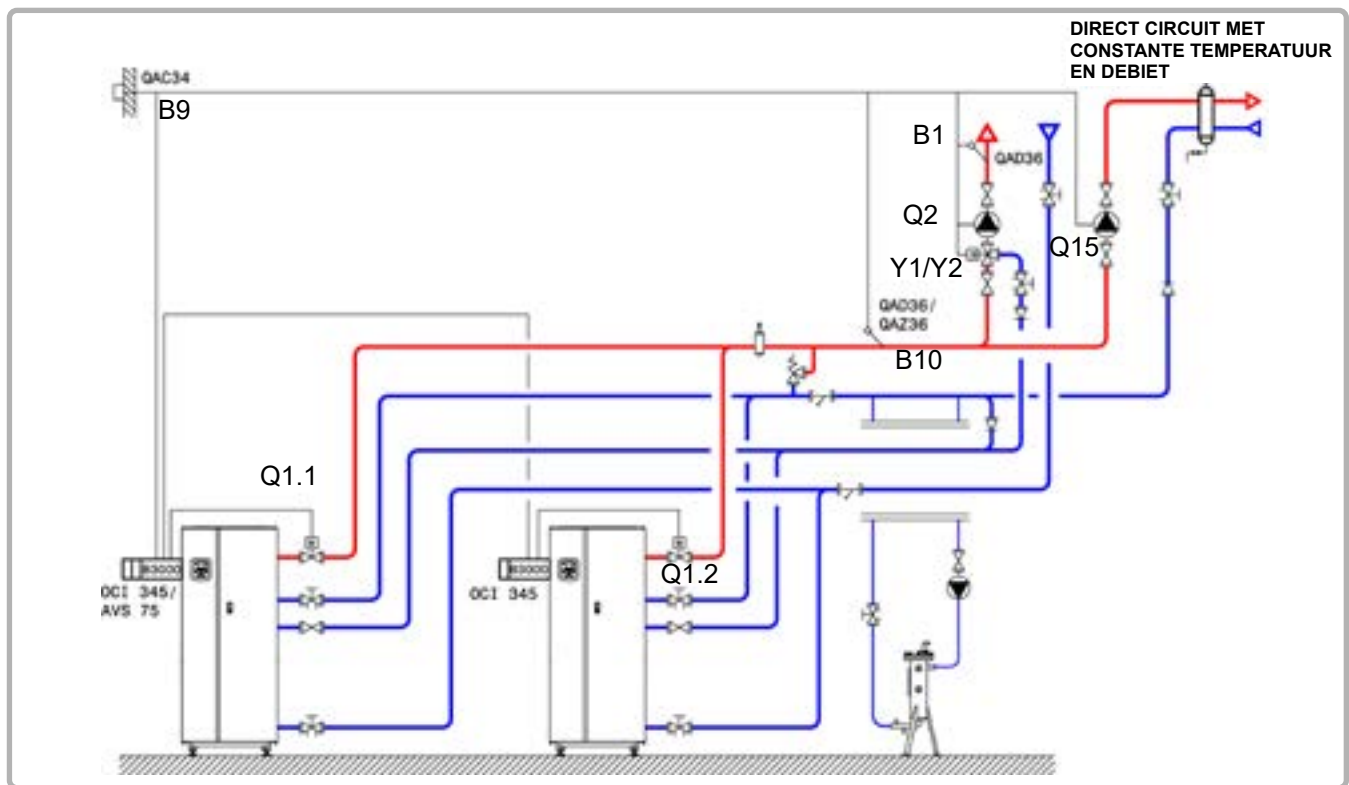 DIRECT CIRCUIT MET
CONSTANTE TEMPERATUUR
EN DEBIET
QAC34
B9
B1
QAD36
Q2
Q15
Y1/Y2
QAD36/
QAZ36
B10
Q1.1
Q1.2
OCI 345/
AVS 75
OCI 345